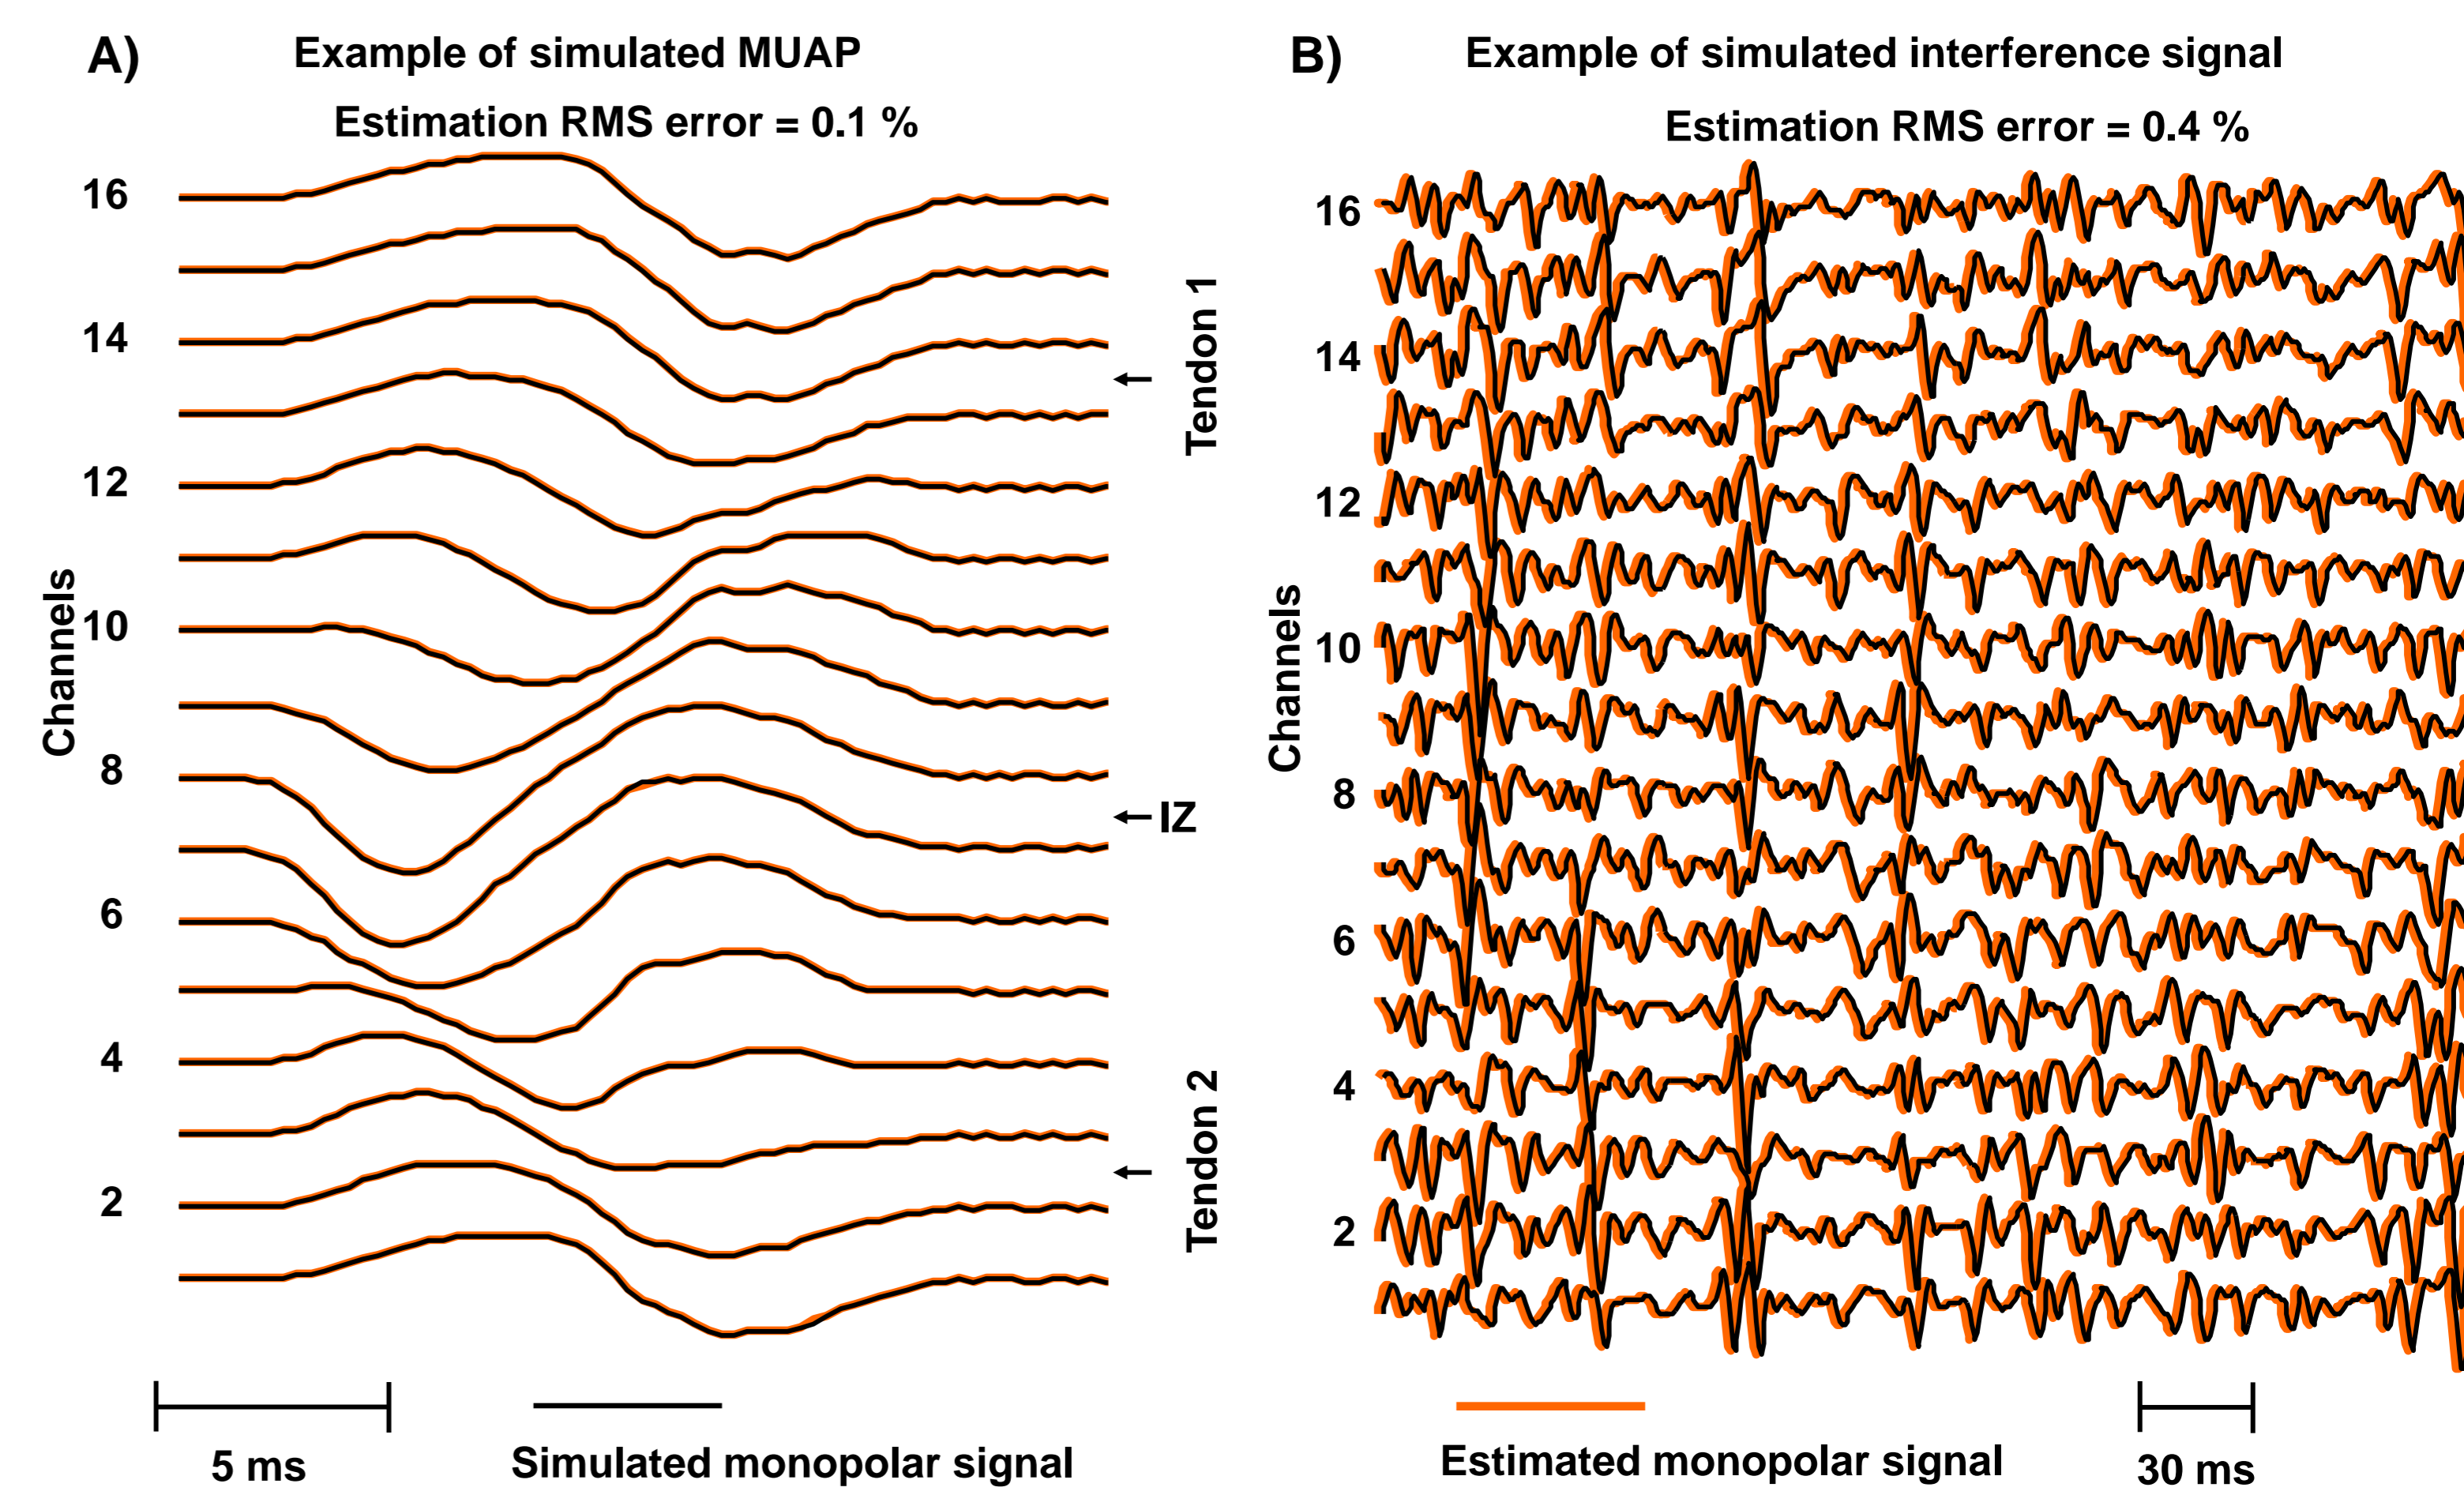 A)
Example of simulated MUAP
Estimation RMS error = 0.1 %
16
14
12
10
8
6
4
2
Channels
Tendon 1
IZ
Tendon 2
5 ms
Simulated monopolar signal
B)
Example of simulated interference signal
Estimation RMS error = 0.4 %
16
14
12
10
8
6
4
2
Channels
Estimated monopolar signal
30 ms